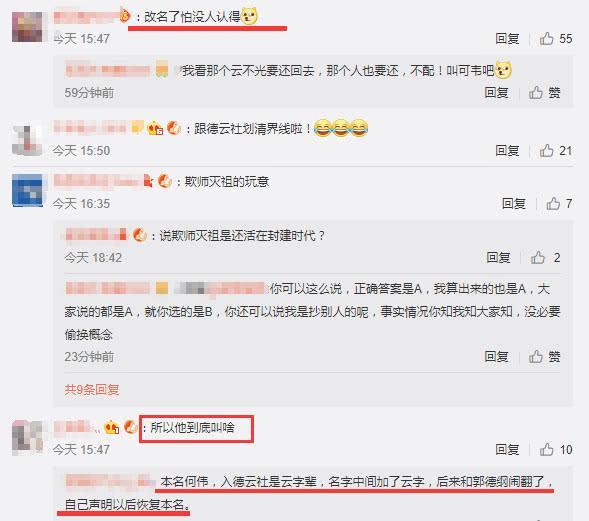 ：改名了怕没人认得
今天 15:47 回复 55
我看那个云不光要还回去，那个人也要还，不配！叫可韦吧
59分钟前 回复 赞
：跟德云社划清界线啦！
今天 15:50 回复 21
：欺师灭祖的玩意
今天 16:35 回复 7
：说欺师灭祖是还活在封建时代？
今天 18:42 回复 2
你可以这么说，正确答案是A，我算出来的也是A，大
家说的都是A，就你选的是B，你还可以说我是抄别人的呢，事实情况你知我知大家知，没必要
偷换概念
23分钟前 回复 赞
共9条回复
：所以他到底叫啥
今天 15:47 回复 10
本名何伟，入德云社是云字辈，名字中间加了云字，后来和郭德纲闹翻了，
自己声明以后恢复本名。